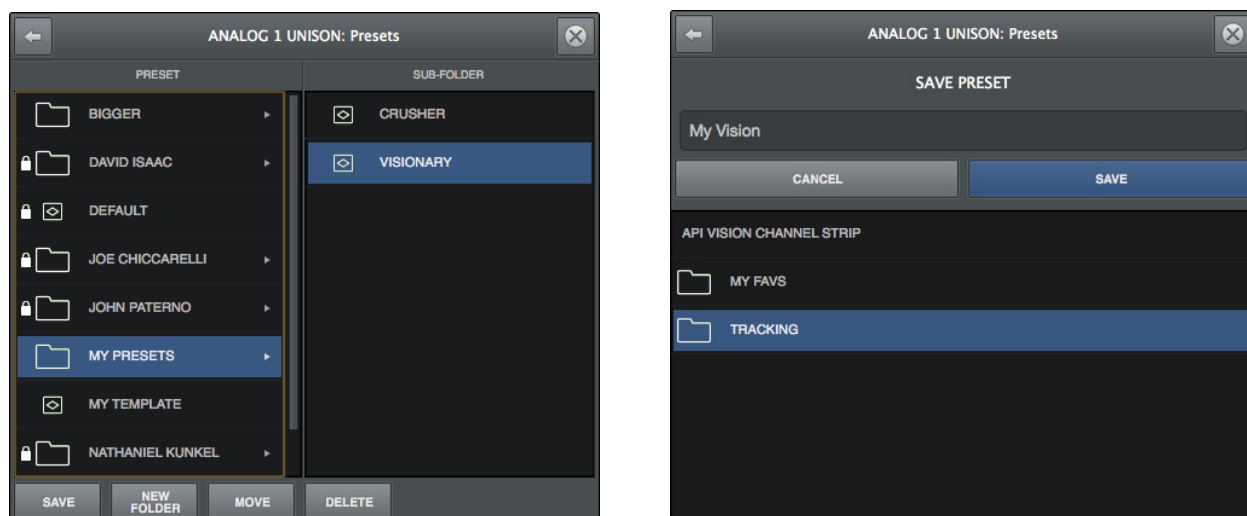 ANALOG 1 UNISON: Presets
PRESET
SUB-FOLDER
BIGGER
DAVID ISAAC
DEFAULT
JOE CHICCARELLI
JOHN PATERNO
MY PRESETS
MY TEMPLATE
NATHANIEL KUNKEL
CRUSHER
VISIONARY
SAVE
NEW
FOLDER
MOVE
DELETE
ANALOG 1 UNISON: Presets
SAVE PRESET
My Vision
CANCEL
SAVE
API VISION CHANNEL STRIP
MY FAVS
TRACKING